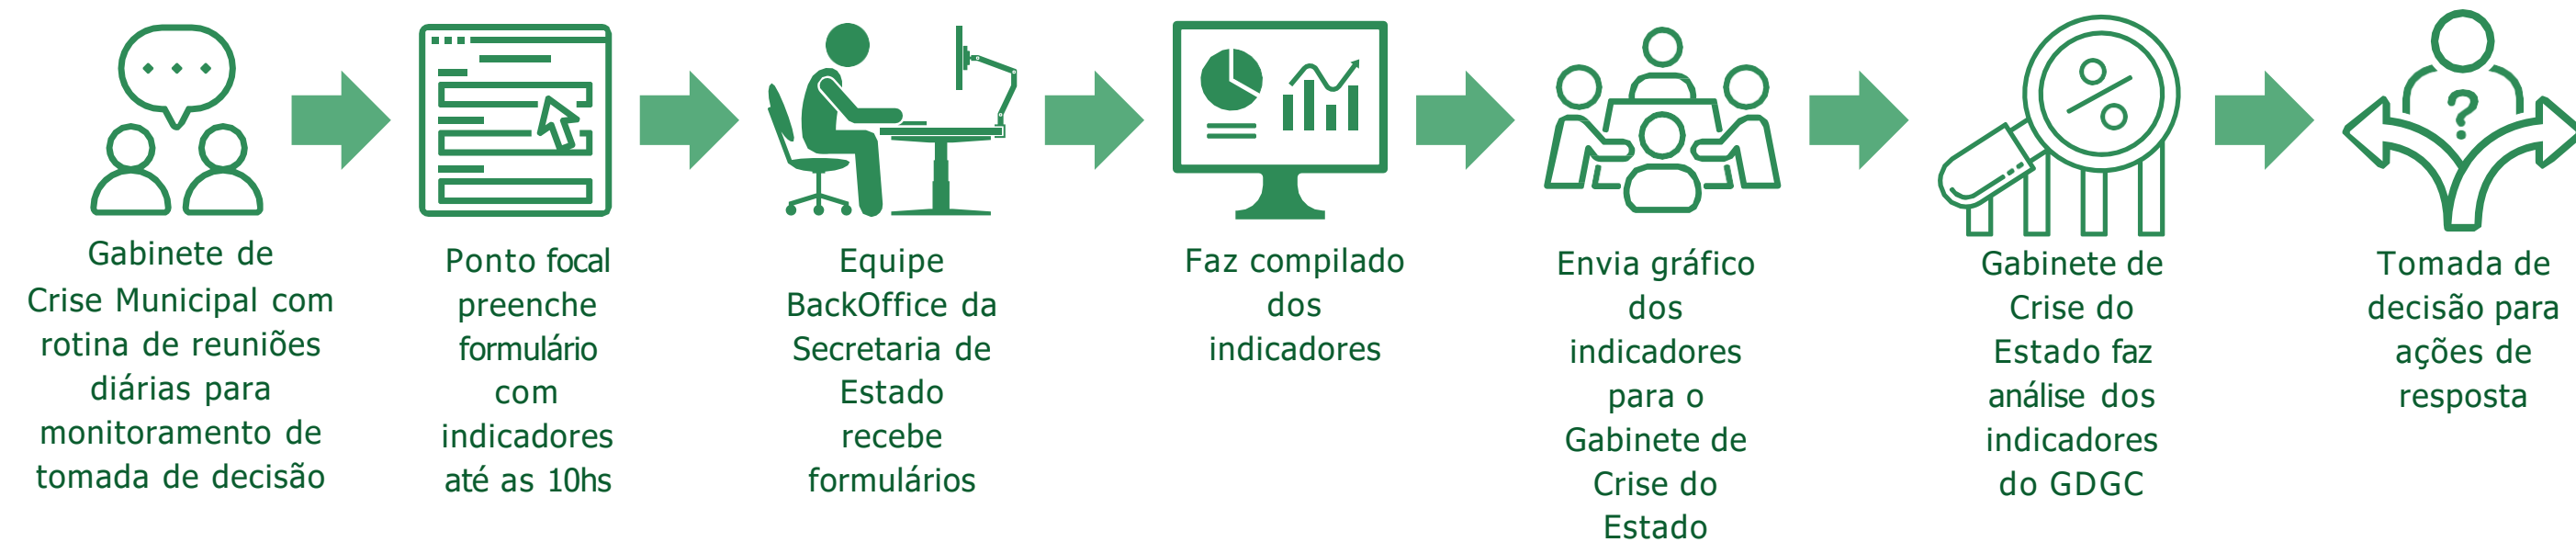 Gabinete de
Crise Municipal com
rotina de reuniões
diárias para
monitoramento de
tomada de decisão
Ponto focal
preenche
formulário
com
indicadores
até as 10hs
Equipe
BackOffice da
Secretaria de
Estado
recebe
formulários
Faz compilado
dos
indicadores
Envia gráfico
dos
indicadores
para o
Gabinete de
Crise do
Estado
Gabinete de
Crise do
Estado faz
análise dos
indicadores
do GDGC
?
Tomada de
decisão para
ações de
resposta